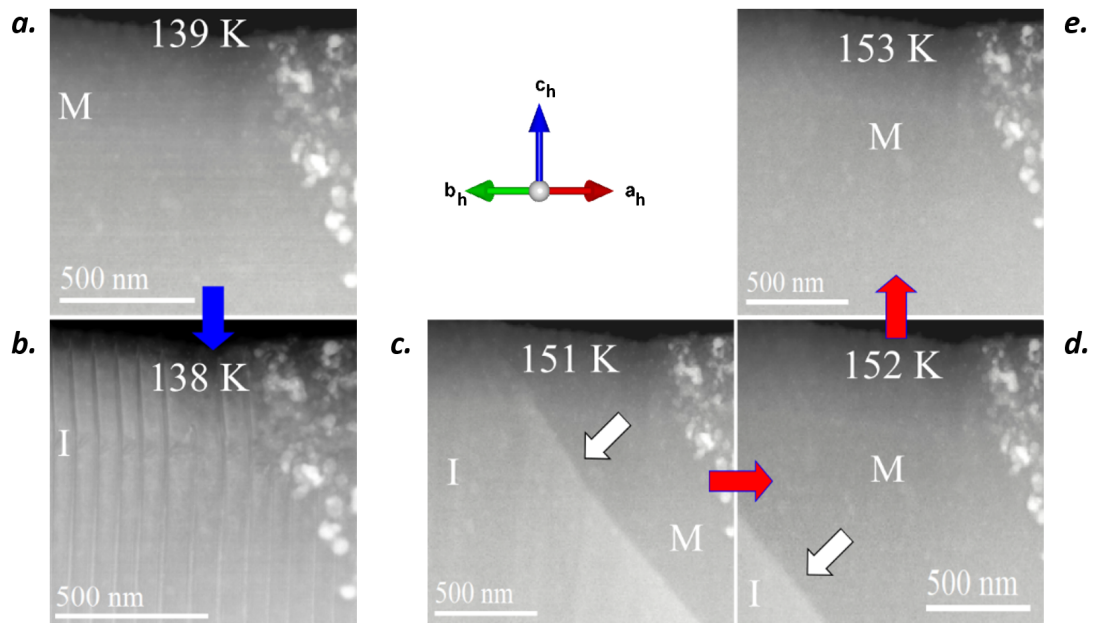 a.
139 K
M
500 nm
c_h
b_h
a_h
153 K
e.
M
500 nm
b.
138 K
I
500 nm
c.
151 K
I
M
500 nm
152 K
d.
M
I
500 nm